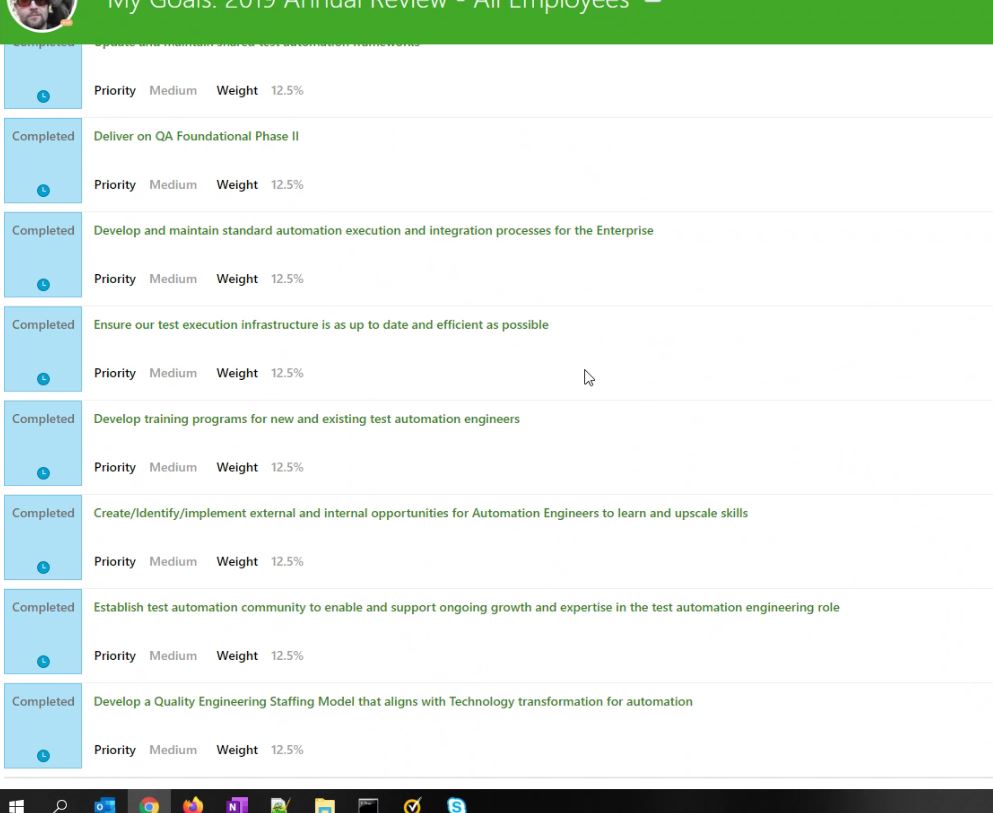 My Goals: 2019 Annual Review - All Employees
Completed Update and maintain shared test automation frameworks
Priority Medium Weight 12.5%
Completed Deliver on QA Foundational Phase II
Priority Medium Weight 12.5%
Completed Develop and maintain standard automation execution and integration processes for the Enterprise
Priority Medium Weight 12.5%
Completed Ensure our test execution infrastructure is as up to date and efficient as possible
Priority Medium Weight 12.5%
Completed Develop training programs for new and existing test automation engineers
Priority Medium Weight 12.5%
Completed Create/Identify/implement external and internal opportunities for Automation Engineers to learn and upscale skills
Priority Medium Weight 12.5%
Completed Establish test automation community to enable and support ongoing growth and expertise in the test automation engineering role
Priority Medium Weight 12.5%
Completed Develop a Quality Engineering Staffing Model that aligns with Technology transformation for automation
Priority Medium Weight 12.5%